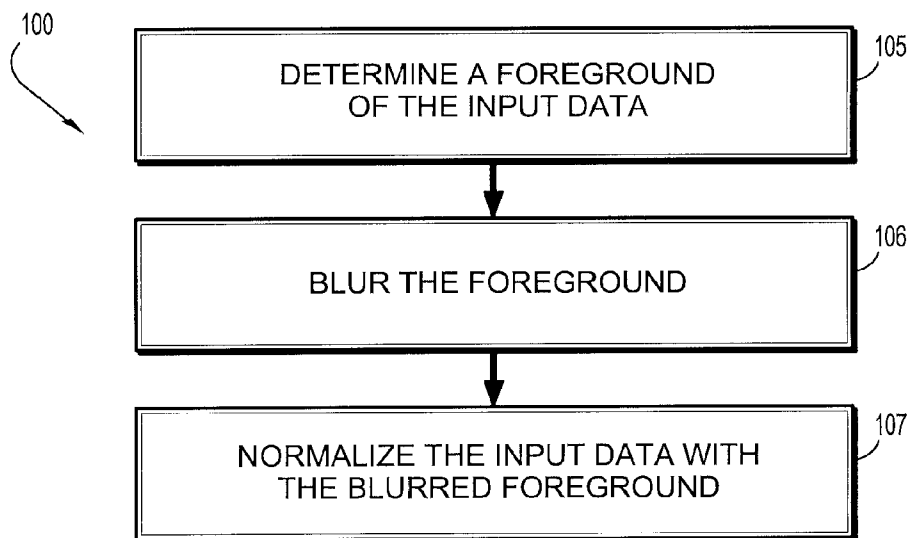 100
DETERMINE A FOREGROUND
OF THE INPUT DATA
105
BLUR THE FOREGROUND
106
NORMALIZE THE INPUT DATA WITH
THE BLURRED FOREGROUND
107